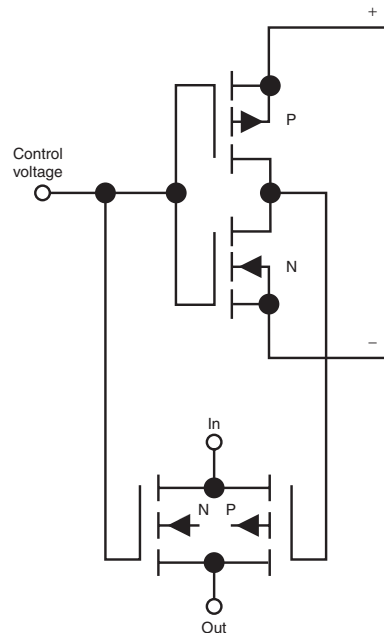 +
P
Control
voltage
N
−
In
N P
Out